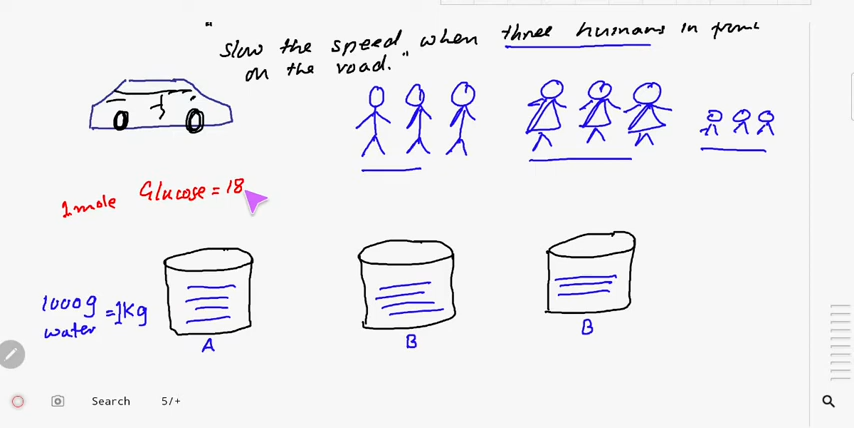 "
slow the speed when three humans in front
on the road."
1mole Glucose = 18
1000g
water
=1Kg
A
B
B
Search
5/+